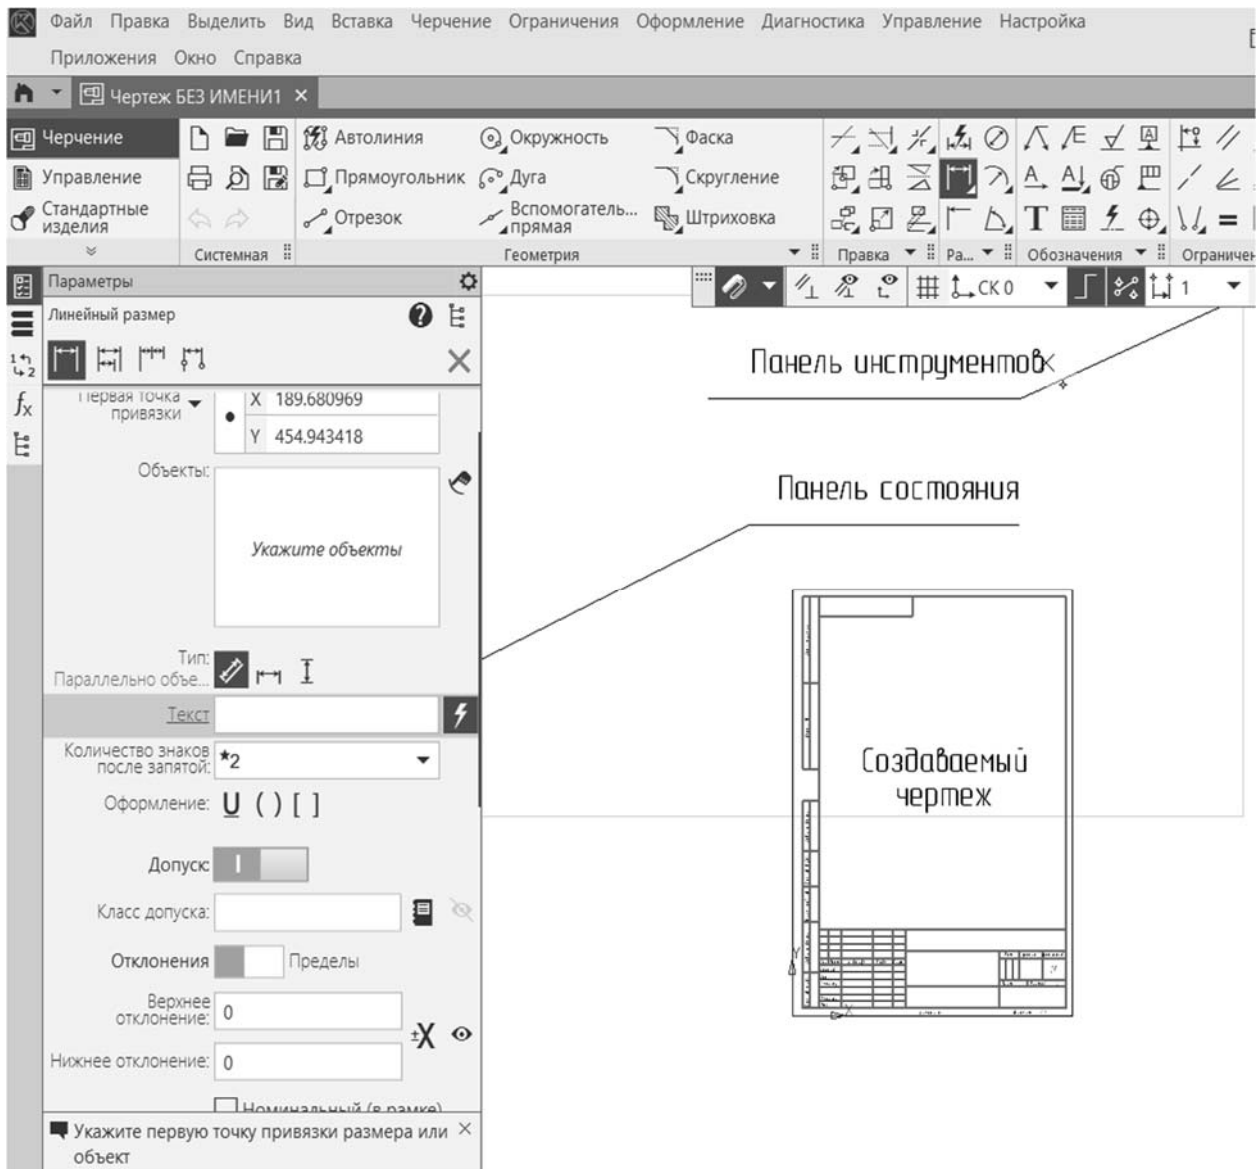 Файл Правка Выделить Вид Вставка Черчение Ограничения Оформление Диагностика Управление Настройка
Приложения Окно Справка
Чертеж БЕЗ ИМЕНИ1 ×
Черчение
Автолиния
Окружность
Фаска
Управление
Прямоугольник
Дуга
Скругление
Стандартные
изделия
Отрезок
Вспомогатель...
прямая
Штриховка
Системная
Геометрия
Правка
Ра...
Обозначения
Ограничен
Параметры
СК 0
1
Линейный размер
Первая точка
привязки
X 189.680969
Y 454.943418
Объекты:
Укажите объекты
Тип:
Параллельно объе...
Текст
Количество знаков
после запятой:
*2
Оформление: U ( ) [ ]
Допуск:
Класс допуска:
Отклонения
Пределы
Верхнее
отклонение:
0
±X
Нижнее отклонение:
0
Номинальный (в рамке)
Укажите первую точку привязки размера или
объект
Панель инструментов
Панель состояния
Создаваемый
чертеж
Y
X